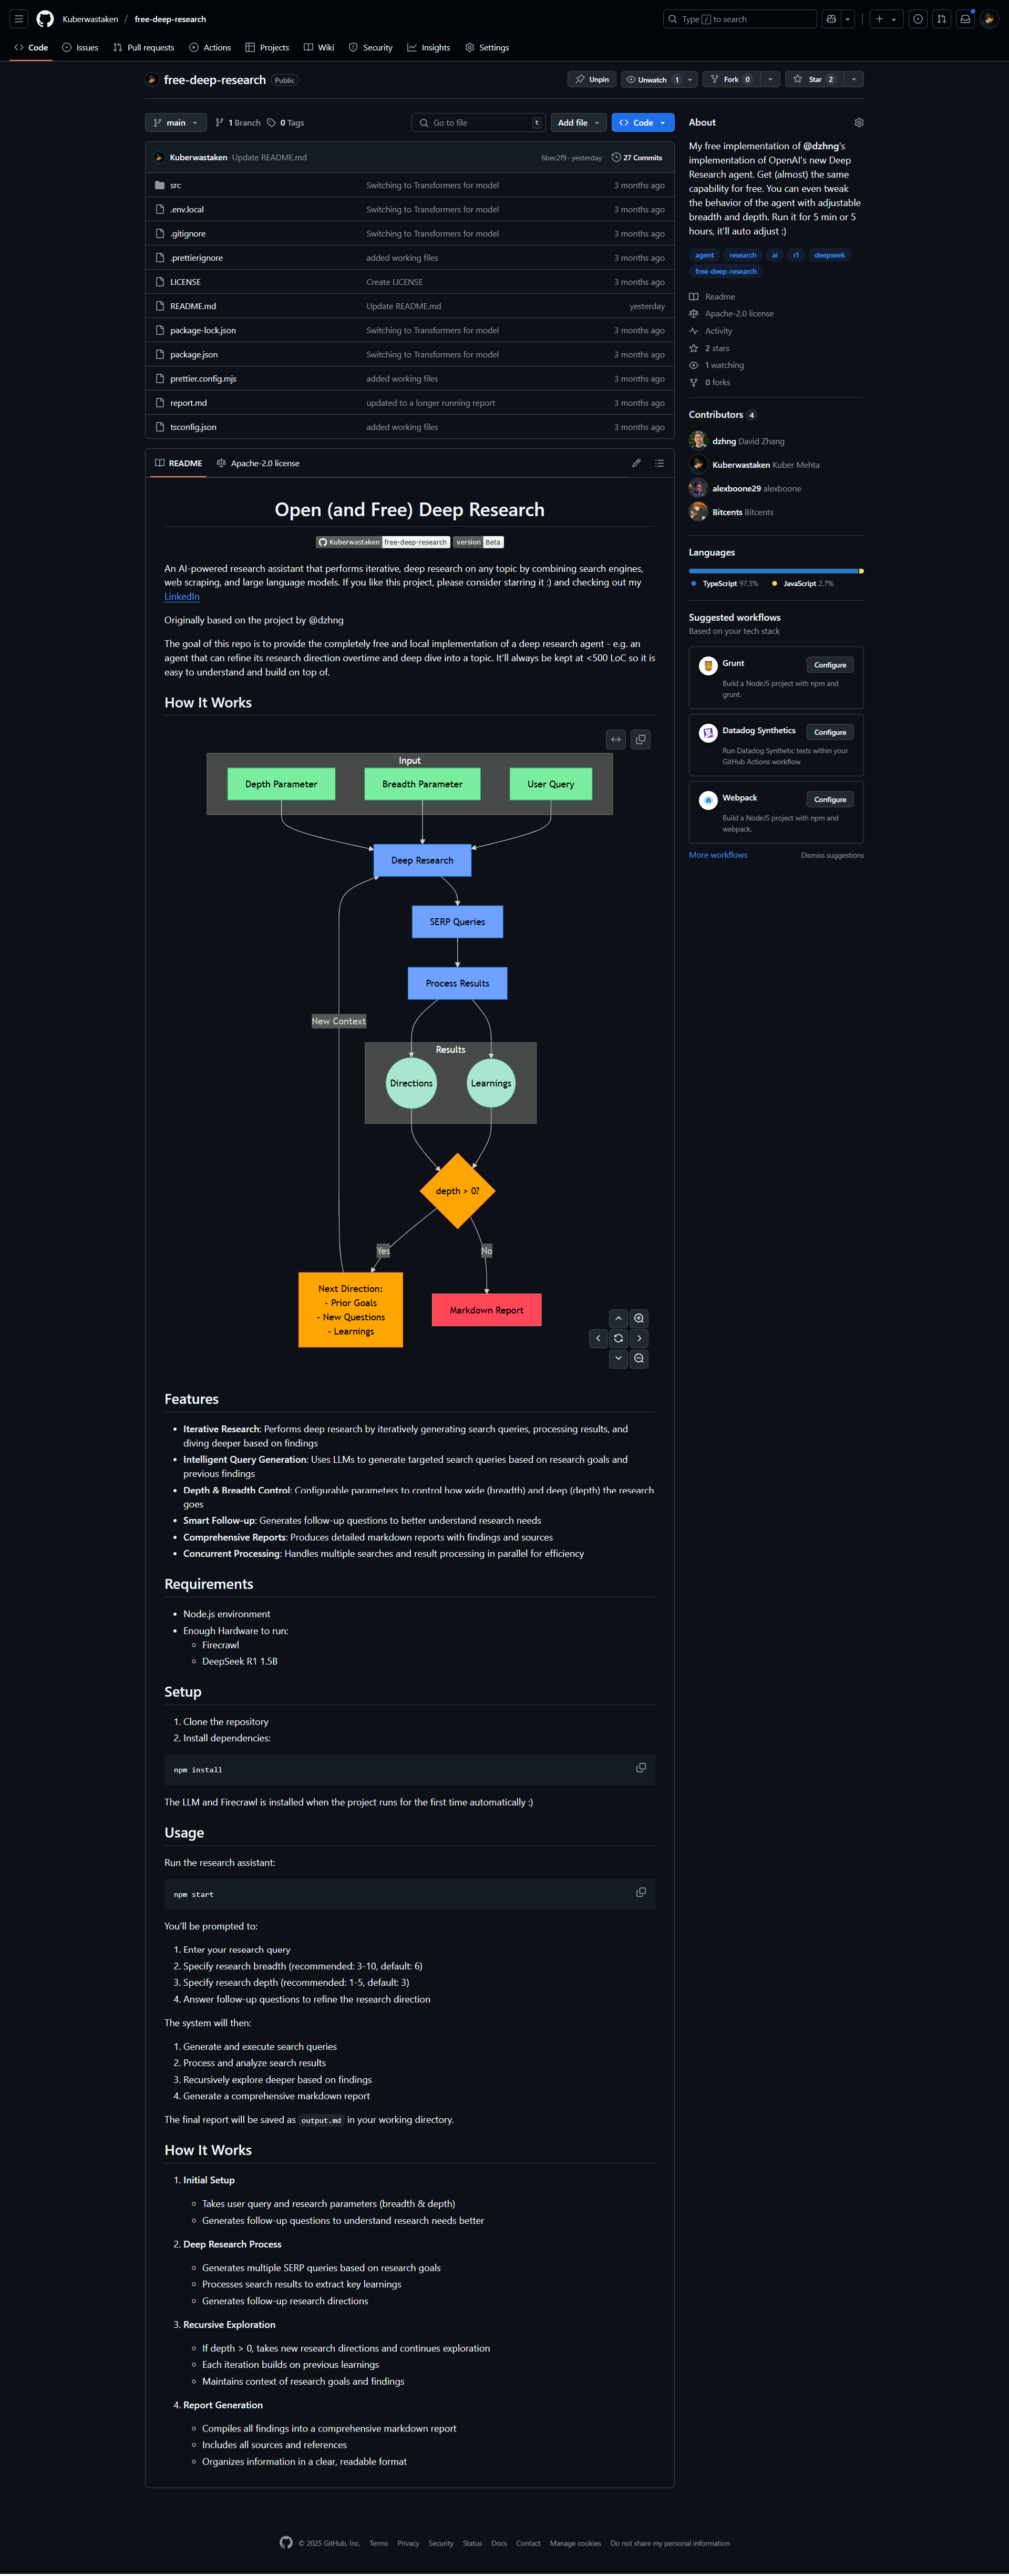 Kuberwastaken / free-deep-research
Type / to search
Code
Issues
Pull requests
Actions
Projects
Wiki
Security
Insights
Settings
free-deep-research Public
Unpin
Unwatch 1
Fork 0
Star 2
main
1 Branch
0 Tags
Go to file t
Add file
Code
Kuberwastaken Update README.md 6bec2f9 · yesterday 27 Commits
src Switching to Transformers for model 3 months ago
.env.local Switching to Transformers for model 3 months ago
.gitignore Switching to Transformers for model 3 months ago
.prettierignore added working files 3 months ago
LICENSE Create LICENSE 3 months ago
README.md Update README.md yesterday
package-lock.json Switching to Transformers for model 3 months ago
package.json Switching to Transformers for model 3 months ago
prettier.config.mjs added working files 3 months ago
report.md updated to a longer running report 3 months ago
tsconfig.json added working files 3 months ago
README
Apache-2.0 license
Open (and Free) Deep Research
Kuberwastaken free-deep-research version Beta
An AI-powered research assistant that performs iterative, deep research on any topic by combining search engines,
web scraping, and large language models. If you like this project, please consider starring it :) and checking out my
LinkedIn
Originally based on the project by @dzhng
The goal of this repo is to provide the completely free and local implementation of a deep research agent - e.g. an
agent that can refine its research direction overtime and deep dive into a topic. It'll always be kept at <500 LoC so it is
easy to understand and build on top of.
How It Works
Input
Depth Parameter
Breadth Parameter
User Query
Deep Research
SERP Queries
Process Results
New Context
Results
Directions
Learnings
depth > 0?
Yes
No
Next Direction:
- Prior Goals
- New Questions
- Learnings
Markdown Report
Features
• Iterative Research: Performs deep research by iteratively generating search queries, processing results, and
diving deeper based on findings
• Intelligent Query Generation: Uses LLMs to generate targeted search queries based on research goals and
previous findings
• Depth & Breadth Control: Configurable parameters to control how wide (breadth) and deep (depth) the research
goes
• Smart Follow-up: Generates follow-up questions to better understand research needs
• Comprehensive Reports: Produces detailed markdown reports with findings and sources
• Concurrent Processing: Handles multiple searches and result processing in parallel for efficiency
Requirements
• Node.js environment
• Enough Hardware to run:
◦ Firecrawl
◦ DeepSeek R1 1.5B
Setup
1. Clone the repository
2. Install dependencies:
npm install
The LLM and Firecrawl is installed when the project runs for the first time automatically :)
Usage
Run the research assistant:
npm start
You'll be prompted to:
1. Enter your research query
2. Specify research breadth (recommended: 3-10, default: 6)
3. Specify research depth (recommended: 1-5, default: 3)
4. Answer follow-up questions to refine the research direction
The system will then:
1. Generate and execute search queries
2. Process and analyze search results
3. Recursively explore deeper based on findings
4. Generate a comprehensive markdown report
The final report will be saved as output.md in your working directory.
How It Works
1. Initial Setup
◦ Takes user query and research parameters (breadth & depth)
◦ Generates follow-up questions to understand research needs better
2. Deep Research Process
◦ Generates multiple SERP queries based on research goals
◦ Processes search results to extract key learnings
◦ Generates follow-up research directions
3. Recursive Exploration
◦ If depth > 0, takes new research directions and continues exploration
◦ Each iteration builds on previous learnings
◦ Maintains context of research goals and findings
4. Report Generation
◦ Compiles all findings into a comprehensive markdown report
◦ Includes all sources and references
◦ Organizes information in a clear, readable format
About
My free implementation of @dzhng's
implementation of OpenAI's new Deep
Research agent. Get (almost) the same
capability for free. You can even tweak
the behavior of the agent with adjustable
breadth and depth. Run it for 5 min or 5
hours, it'll auto adjust :)
agent research ai r1 deepseek
free-deep-research
Readme
Apache-2.0 license
Activity
2 stars
1 watching
0 forks
Contributors 4
dzhng David Zhang
Kuberwastaken Kuber Mehta
alexboone29 alexboone
Bitcents Bitcents
Languages
TypeScript 97.3% JavaScript 2.7%
Suggested workflows
Based on your tech stack
Grunt Configure
Build a NodeJS project with npm and
grunt.
Datadog Synthetics Configure
Run Datadog Synthetic tests within your
GitHub Actions workflow
Webpack Configure
Build a NodeJS project with npm and
webpack.
More workflows Dismiss suggestions
© 2025 GitHub, Inc. Terms Privacy Security Status Docs Contact Manage cookies Do not share my personal information